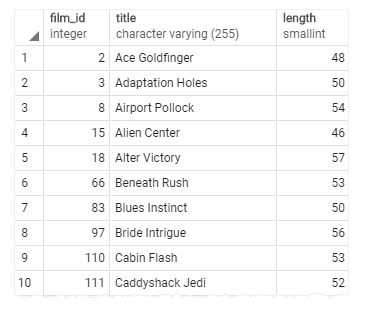 film_id title length
integer character varying (255) smallint
1 2 Ace Goldfinger 48
2 3 Adaptation Holes 50
3 8 Airport Pollock 54
4 15 Alien Center 46
5 18 Alter Victory 57
6 66 Beneath Rush 53
7 83 Blues Instinct 50
8 97 Bride Intrigue 56
9 110 Cabin Flash 53
10 111 Caddyshack Jedi 52